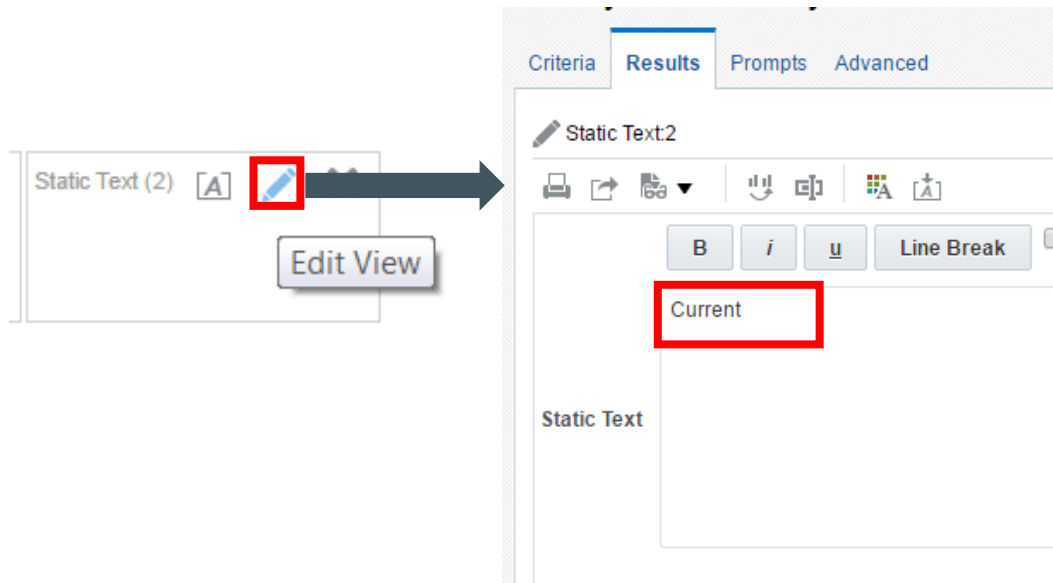 Static Text (2) [A]
Edit View
Criteria Results Prompts Advanced
Static Text:2
A [A]
B i u Line Break
Current
Static Text